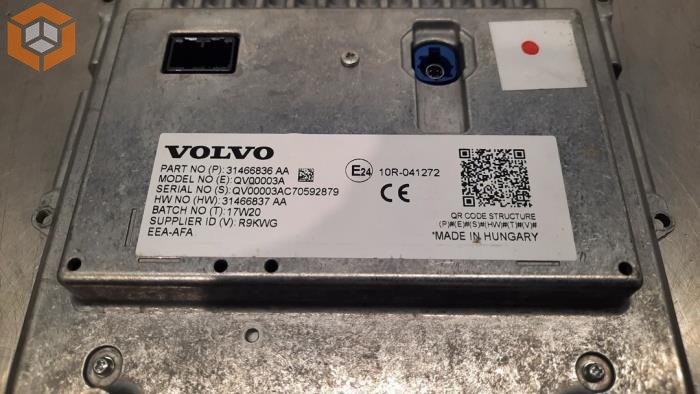 VOLVO
PART NO (P): 31466836 AA
MODEL NO (E): QV00003A
SERIAL NO (S): QV00003AC70592879
HW NO (HW): 31466837 AA
BATCH NO (T): 17W20
SUPPLIER ID (V): R9KWG
EEA-AFA
E24 10R-041272
CE
QR CODE STRUCTURE
(P)#(E)#(S)#(HW)#(T)#(V)#
*MADE IN HUNGARY